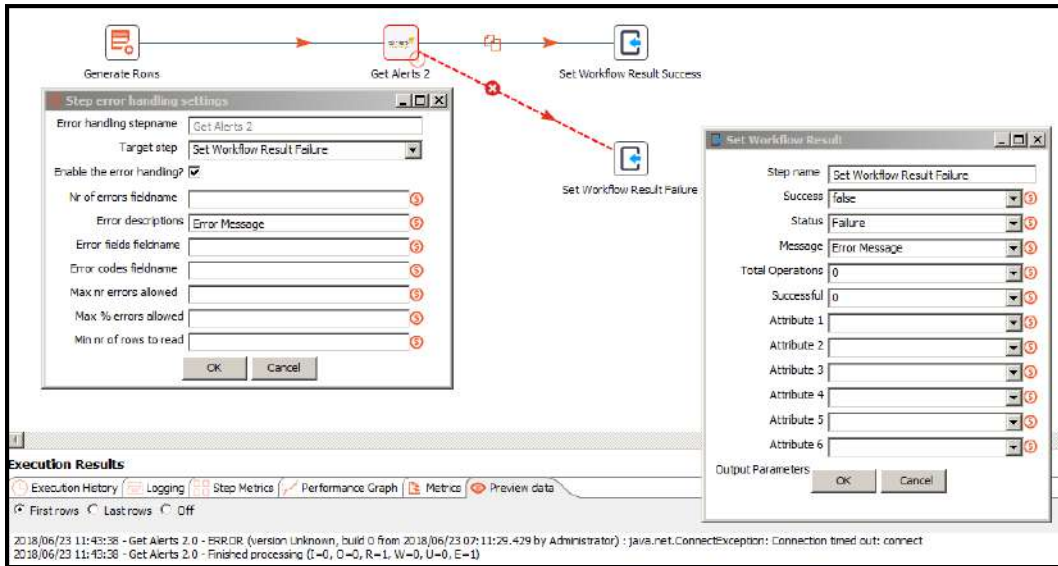 Generate Rows
Get Alerts 2
Set Workflow Result Success
Set Workflow Result Failure
Step error handling settings
Error handling stepname Get Alerts 2
Target step Set Workflow Result Failure
Enable the error handling?
Nr of errors fieldname
Error descriptions Error Message
Error fields fieldname
Error codes fieldname
Max nr errors allowed
Max % errors allowed
Min nr of rows to read
OK Cancel
Set Workflow Result
Step name Set Workflow Result Failure
Success false
Status Failure
Message Error Message
Total Operations 0
Successful 0
Attribute 1
Attribute 2
Attribute 3
Attribute 4
Attribute 5
Attribute 6
Output Parameters
OK Cancel
Execution Results
Execution History Logging Step Metrics Performance Graph Metrics Preview data
First rows Last rows Off
2018/06/23 11:43:38 - Get Alerts 2.0 - ERROR (version Unknown, build 0 from 2018/06/23 07:11:29.429 by Administrator) : java.net.ConnectException: Connection timed out: connect
2018/06/23 11:43:38 - Get Alerts 2.0 - Finished processing (I=0, O=0, R=1, W=0, U=0, E=1)